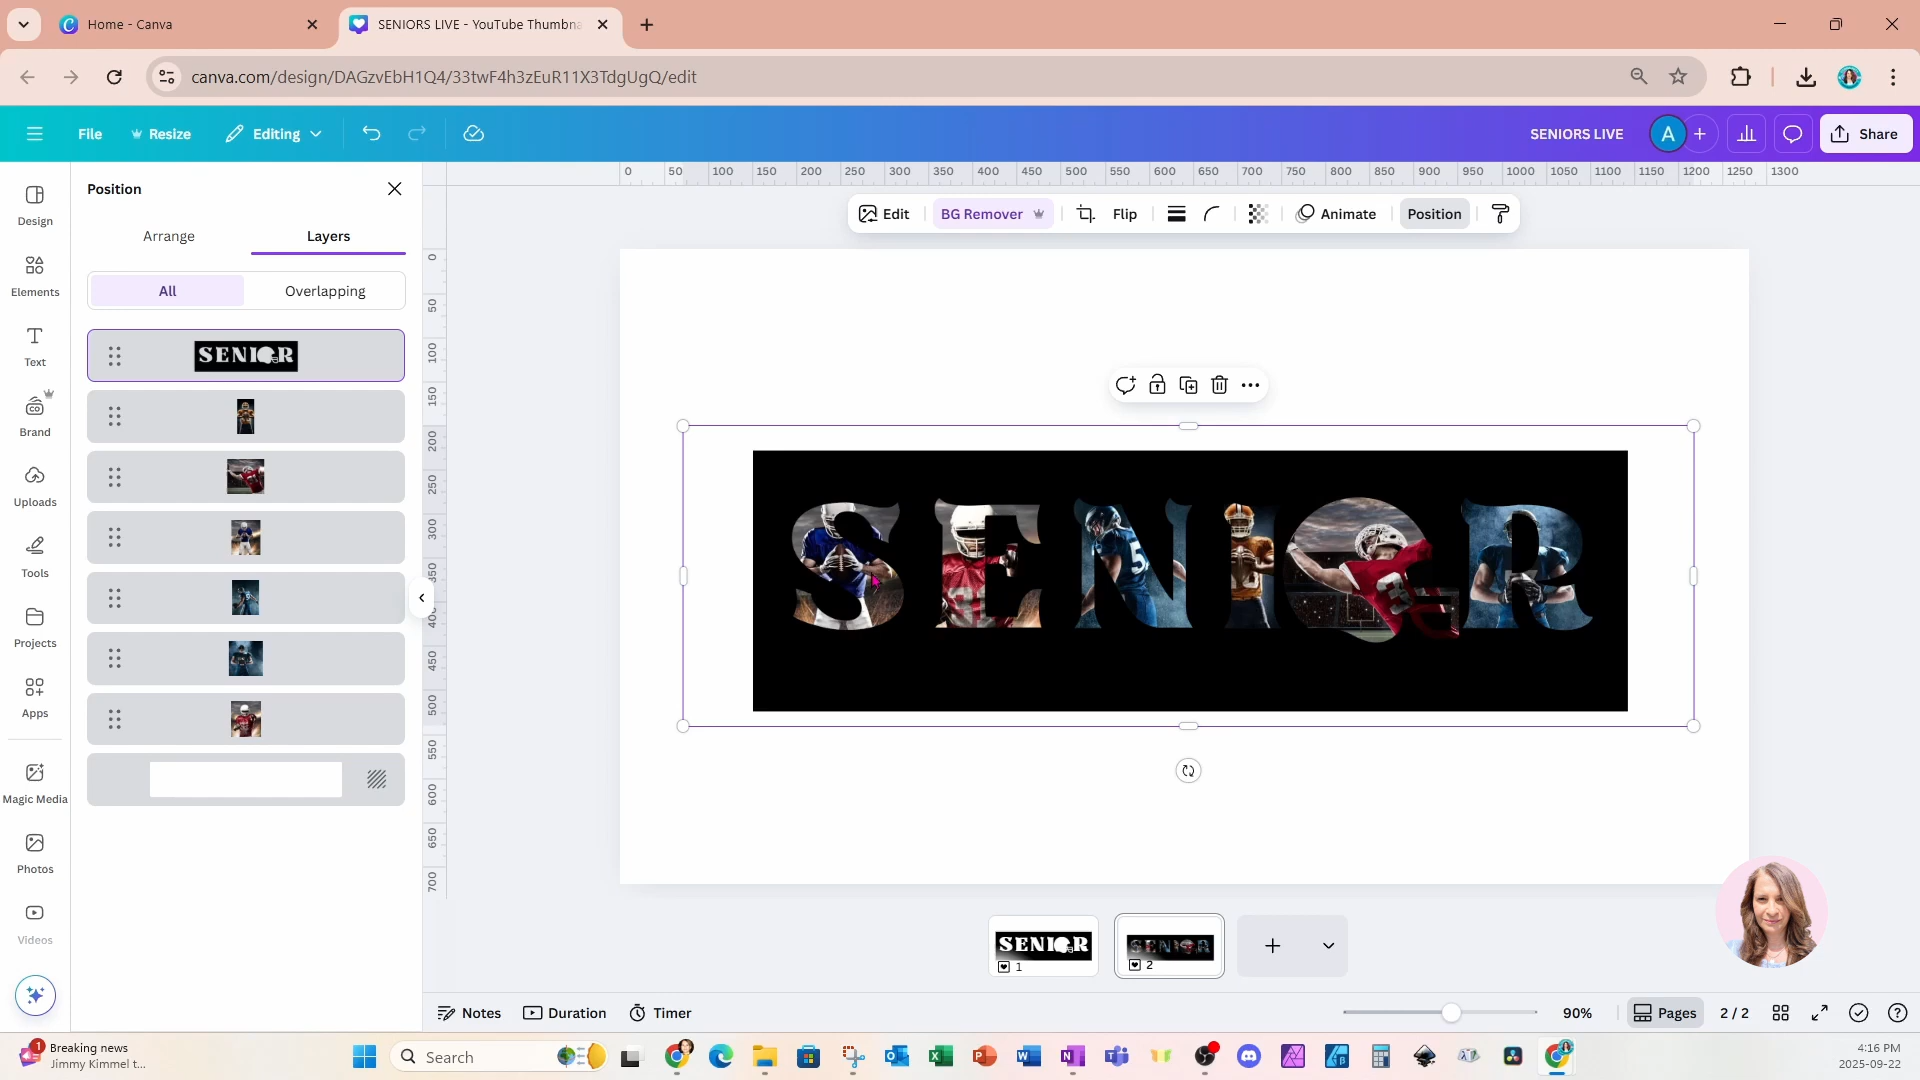 Home - Canva
SENIORS LIVE - YouTube Thumbna
canva.com/design/DAGzvEbH1Q4/33twF4h3zEuR11X3TdgUgQ/edit
File
Resize
Editing
SENIORS LIVE
A
Share
Position
Arrange
Layers
All
Overlapping
SENIOR
Design
Elements
Text
Brand
Uploads
Tools
Projects
Apps
Magic Media
Photos
Videos
0 50 100 150 200 250 300 350 400 450 500 550 600 650 700 750 800 850 900 950 1000 1050 1100 1150 1200 1250 1300
0
50
100
150
200
250
300
350
400
450
500
550
600
650
700
Edit
BG Remover
Flip
Animate
Position
SENIOR
SENIOR
1
SENIOR
2
Notes
Duration
Timer
90%
Pages
2 / 2
1
Breaking news
Jimmy Kimmel t...
Search
4:16 PM
2025-09-22